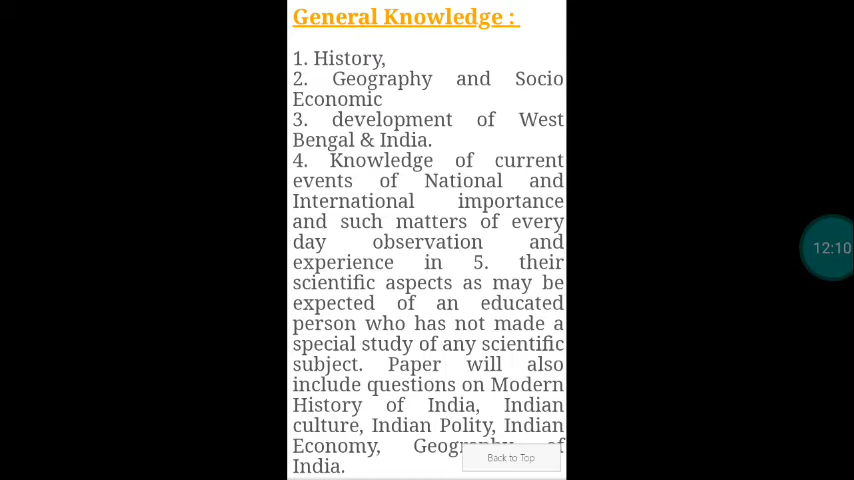 General Knowledge :
1. History,
2. Geography and Socio
Economic
3. development of West
Bengal & India.
4. Knowledge of current
events of National and
International importance
and such matters of every
day observation and
experience in 5. their
scientific aspects as may be
expected of an educated
person who has not made a
special study of any scientific
subject. Paper will also
include questions on Modern
History of India, Indian
culture, Indian Polity, Indian
Economy, Geography of
India.
Back to Top
12:10